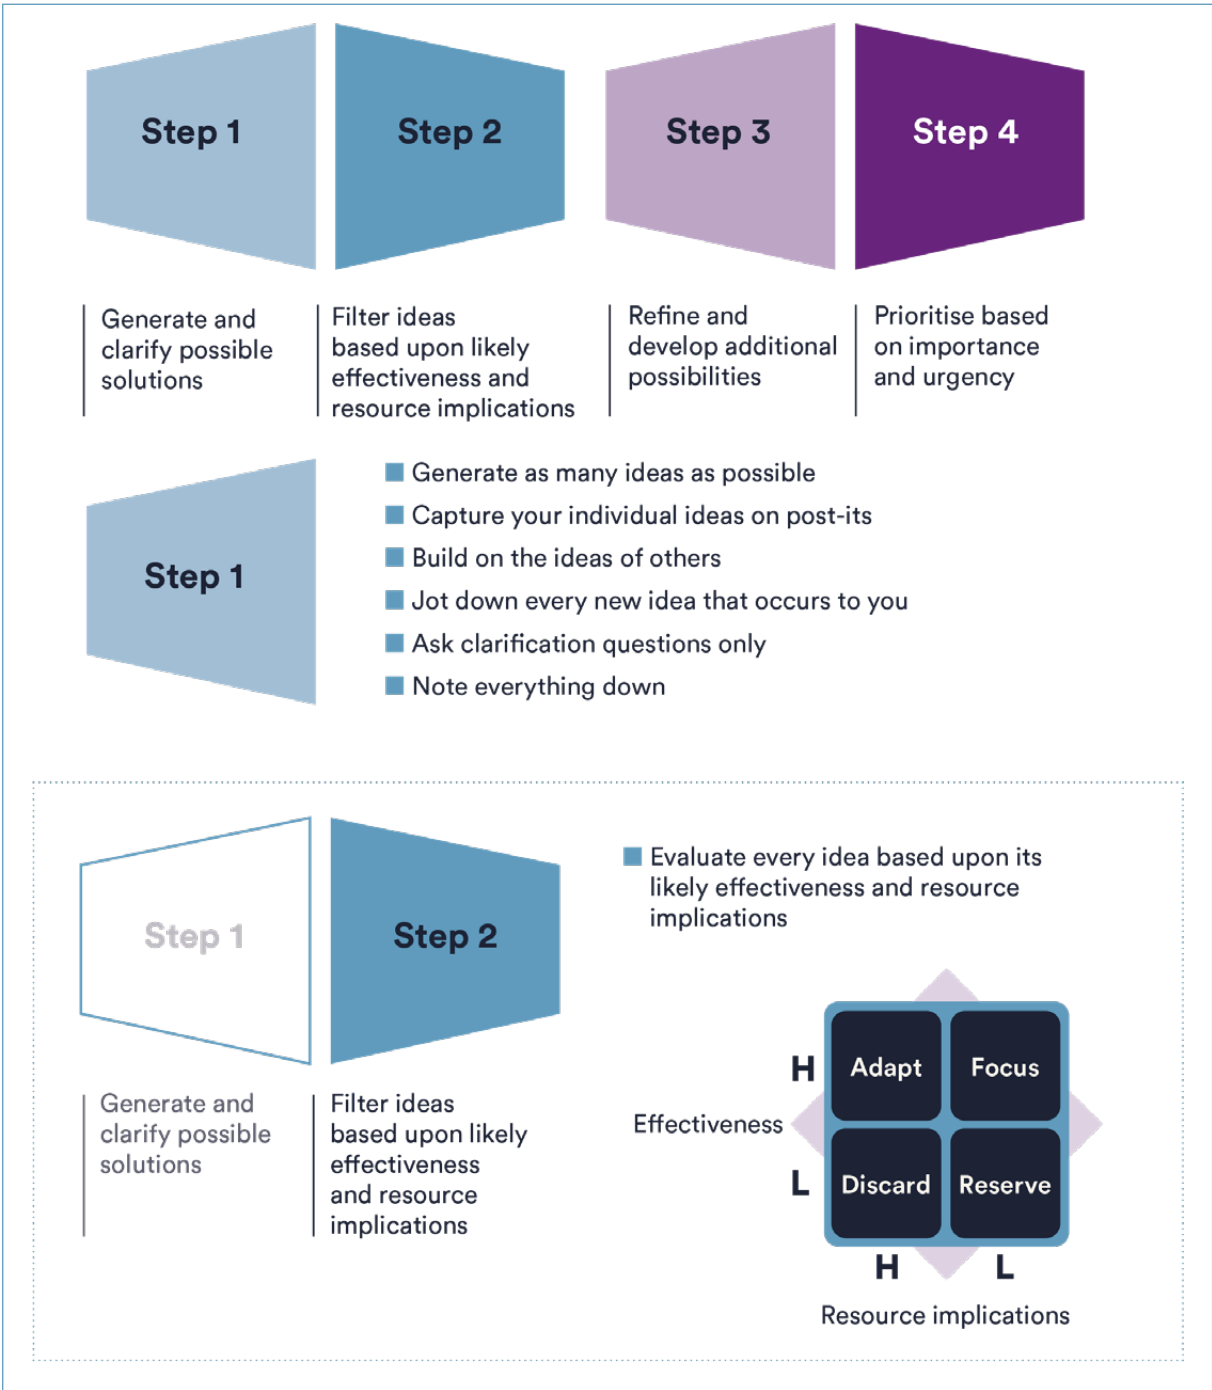 Step 1
Step 2
Step 3
Step 4
Generate and
clarify possible
solutions
Filter ideas
based upon likely
effectiveness and
resource implications
Refine and
develop additional
possibilities
Prioritise based
on importance
and urgency
Step 1
Generate as many ideas as possible
Capture your individual ideas on post-its
Build on the ideas of others
Jot down every new idea that occurs to you
Ask clarification questions only
Note everything down
Step 1
Step 2
Generate and
clarify possible
solutions
Filter ideas
based upon likely
effectiveness
and resource
implications
Evaluate every idea based upon its
likely effectiveness and resource
implications
H
Adapt
Focus
Effectiveness
L
Discard
Reserve
H
L
Resource implications